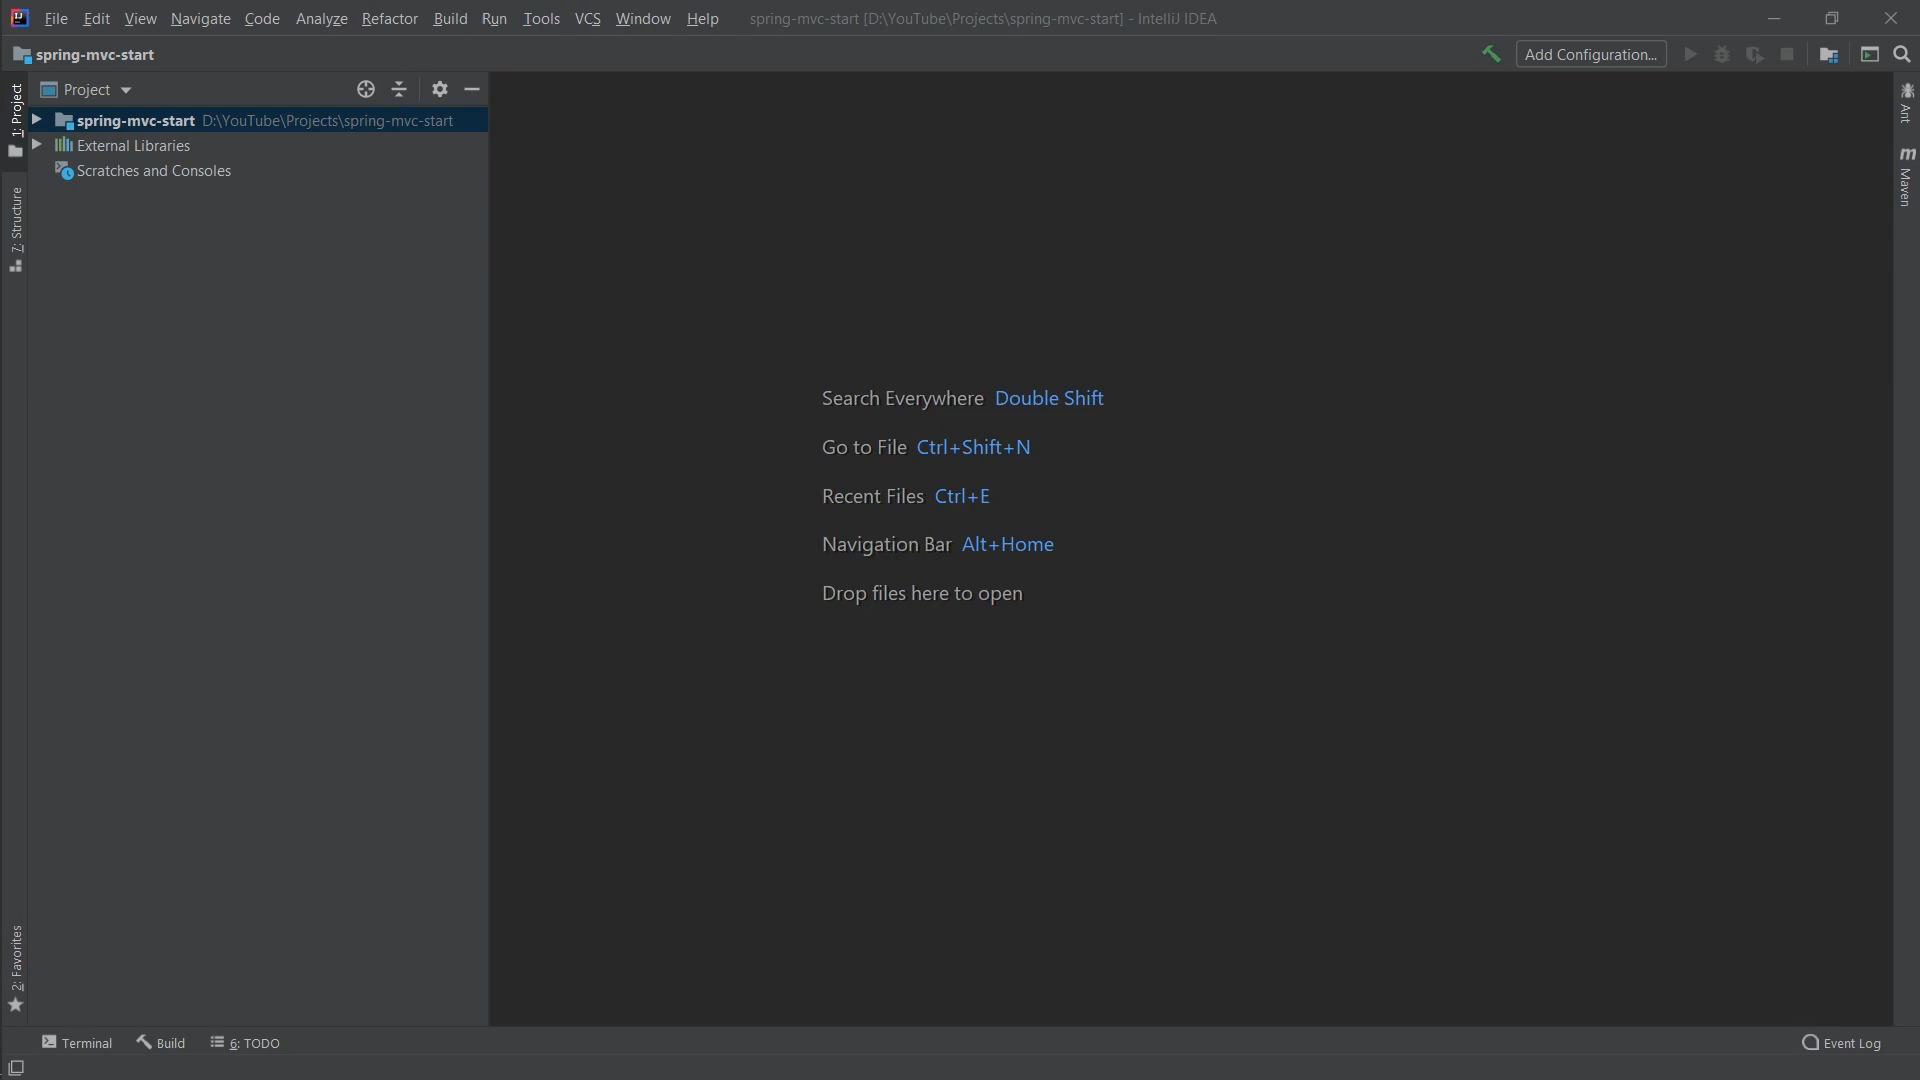 File Edit View Navigate Code Analyze Refactor Build Run Tools VCS Window Help spring-mvc-start [D:\YouTube\Projects\spring-mvc-start] - IntelliJ IDEA
spring-mvc-start
Add Configuration...
1: Project
Project
spring-mvc-start D:\YouTube\Projects\spring-mvc-start
External Libraries
Scratches and Consoles
7: Structure
Search Everywhere Double Shift
Go to File Ctrl+Shift+N
Recent Files Ctrl+E
Navigation Bar Alt+Home
Drop files here to open
Ant
m Maven
2: Favorites
Terminal Build 6: TODO Event Log